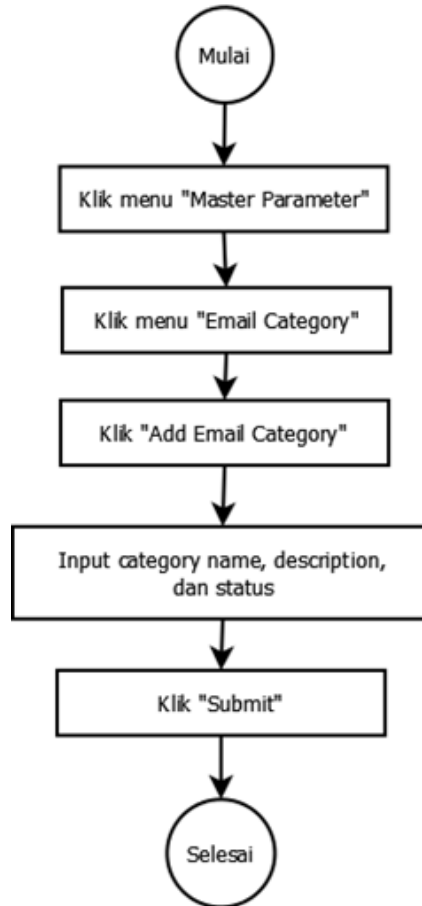 Mulai
Klik menu "Master Parameter"
Klik menu "Email Category"
Klik "Add Email Category"
Input category name, description,
dan status
Klik "Submit"
Selesai